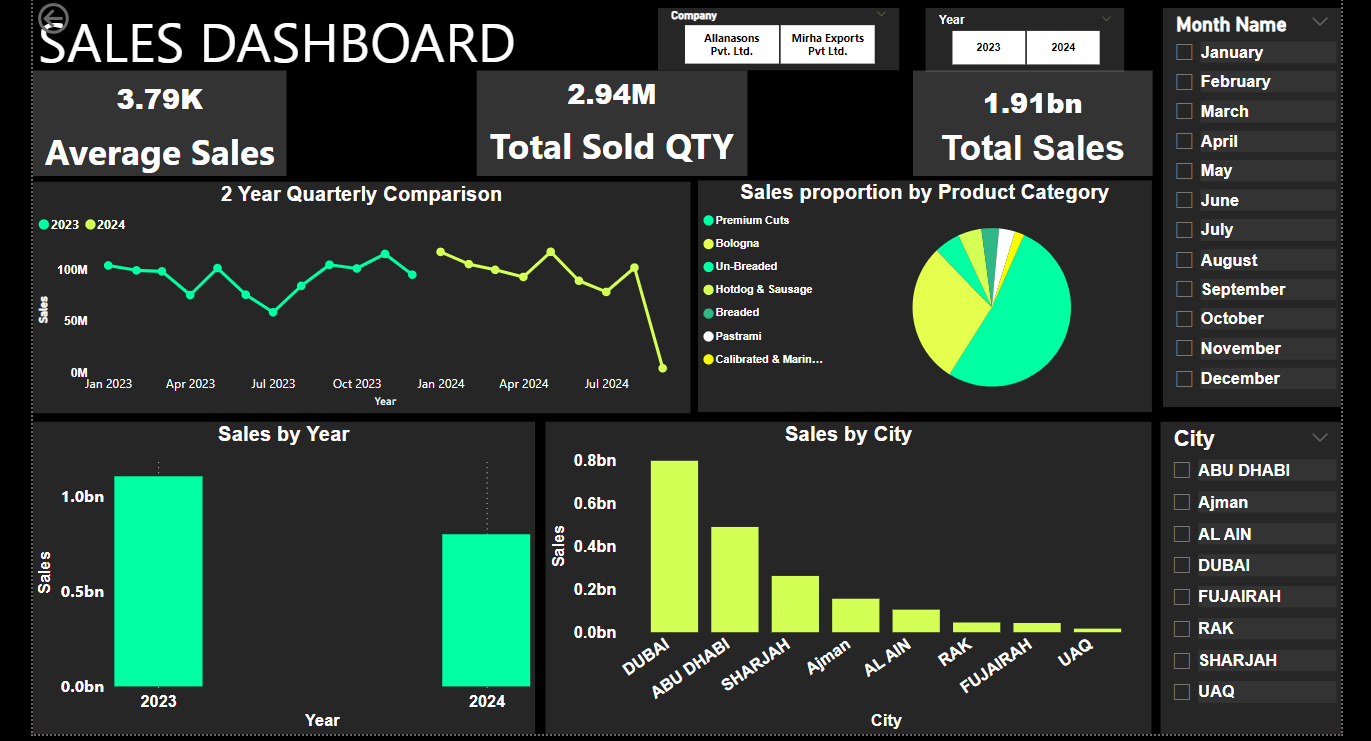 SALES DASHBOARD
Company
Allanasons
Pvt. Ltd.
Mirha Exports
Pvt Ltd.
Year
2023
2024
3.79K
Average Sales
2.94M
Total Sold QTY
1.91bn
Total Sales
Month Name
January
February
March
April
May
June
July
August
September
October
November
December
2 Year Quarterly Comparison
2023
2024
Sales
100M
50M
0M
Jan 2023
Apr 2023
Jul 2023
Oct 2023
Jan 2024
Apr 2024
Jul 2024
Year
Sales proportion by Product Category
Premium Cuts
Bologna
Un-Breaded
Hotdog & Sausage
Breaded
Pastrami
Calibrated & Marin...
Sales by Year
Sales
1.0bn
0.5bn
0.0bn
2023
2024
Year
Sales by City
Sales
0.8bn
0.6bn
0.4bn
0.2bn
0.0bn
DUBAI
ABU DHABI
SHARJAH
Ajman
AL AIN
RAK
FUJAIRAH
UAQ
City
City
ABU DHABI
Ajman
AL AIN
DUBAI
FUJAIRAH
RAK
SHARJAH
UAQ